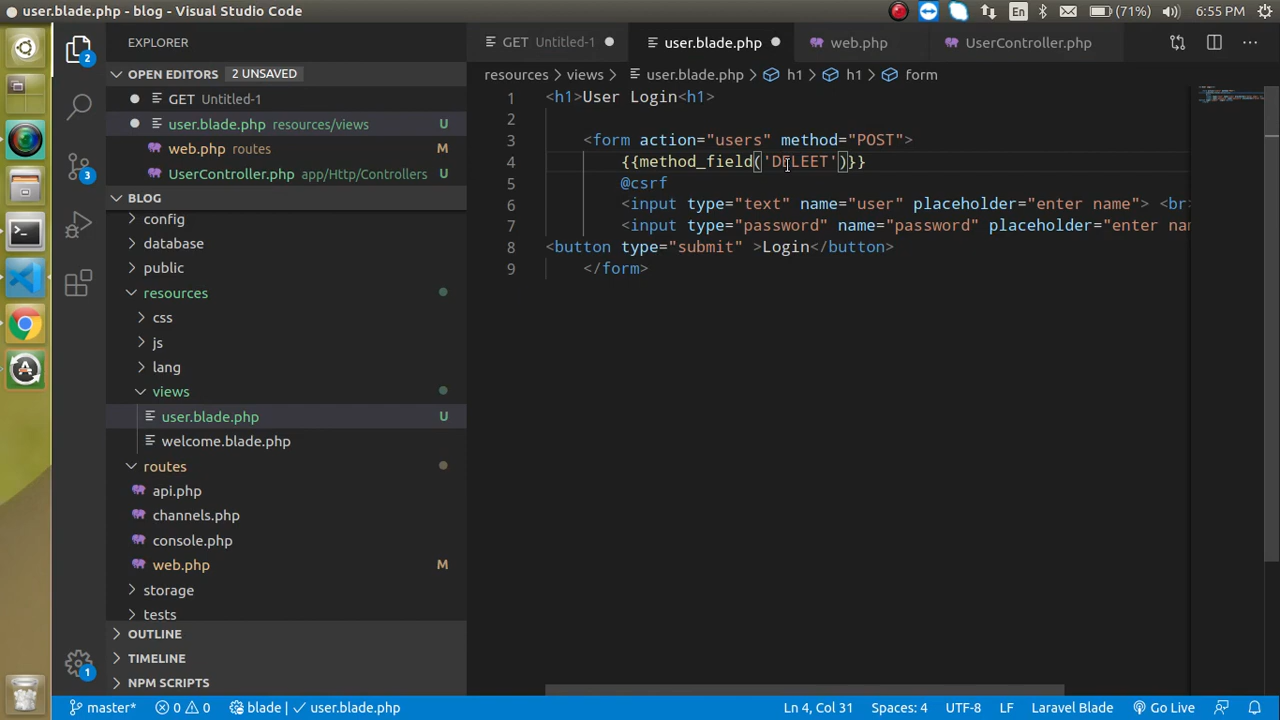 user.blade.php - blog - Visual Studio Code
En (71%) 6:55 PM
EXPLORER
OPEN EDITORS 2 UNSAVED
GET Untitled-1
user.blade.php resources/views U
web.php routes M
UserController.php app/Http/Controllers U
BLOG
config
database
public
resources
css
js
lang
views
user.blade.php U
welcome.blade.php
routes
api.php
channels.php
console.php
web.php M
storage
tests
OUTLINE
TIMELINE
NPM SCRIPTS
2
3
1
GET Untitled-1
user.blade.php
web.php
UserController.php
resources > views > user.blade.php > h1 > h1 > form
1 <h1>User Login<h1>
2
3 <form action="users" method="POST">
4 {{method_field('DELEET')}}
5 @csrf
6 <input type="text" name="user" placeholder="enter name"> <br
7 <input type="password" name="password" placeholder="enter na
8 <button type="submit" >Login</button>
9 </form>
master* 0 0 blade | ✓ user.blade.php Ln 4, Col 31 Spaces: 4 UTF-8 LF Laravel Blade Go Live